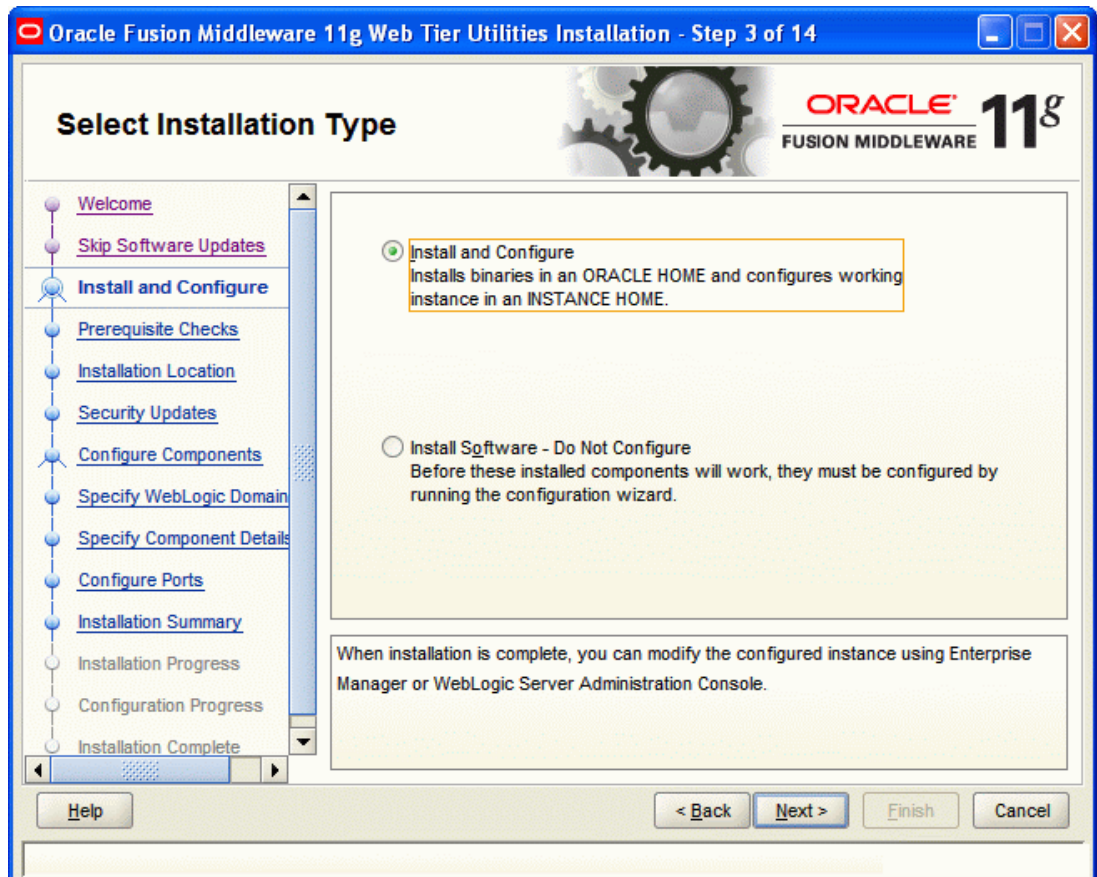 Oracle Fusion Middleware 11g Web Tier Utilities Installation - Step 3 of 14
Select Installation Type
ORACLE®
FUSION MIDDLEWARE
11g
Welcome
Skip Software Updates
Install and Configure
Prerequisite Checks
Installation Location
Security Updates
Configure Components
Specify WebLogic Domain
Specify Component Details
Configure Ports
Installation Summary
Installation Progress
Configuration Progress
Installation Complete
Install and Configure
Installs binaries in an ORACLE HOME and configures working
instance in an INSTANCE HOME.
Install Software - Do Not Configure
Before these installed components will work, they must be configured by
running the configuration wizard.
When installation is complete, you can modify the configured instance using Enterprise
Manager or WebLogic Server Administration Console.
Help
< Back
Next >
Finish
Cancel